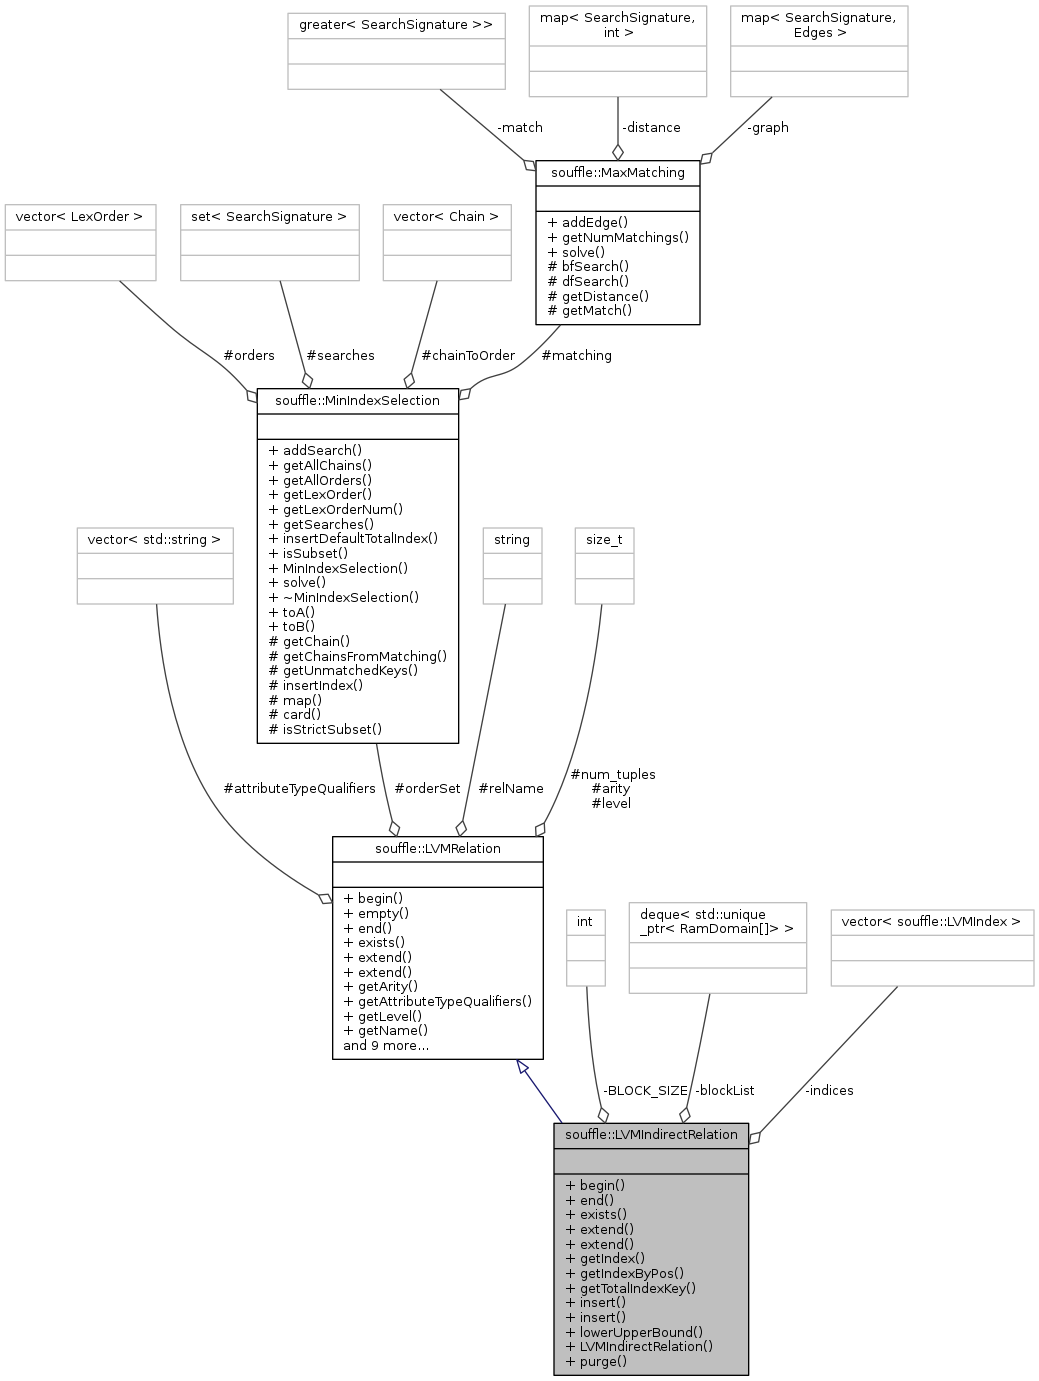 greater< SearchSignature >>
map< SearchSignature,
int >
map< SearchSignature,
Edges >
-match
-distance
-graph
souffle::MaxMatching
+ addEdge()
+ getNumMatchings()
+ solve()
# bfSearch()
# dfSearch()
# getDistance()
# getMatch()
vector< LexOrder >
set< SearchSignature >
vector< Chain >
#orders
#searches
#chainToOrder
#matching
souffle::MinIndexSelection
+ addSearch()
+ getAllChains()
+ getAllOrders()
+ getLexOrder()
+ getLexOrderNum()
+ getSearches()
+ insertDefaultTotalIndex()
+ isSubset()
+ MinIndexSelection()
+ solve()
+ ~MinIndexSelection()
+ toA()
+ toB()
# getChain()
# getChainsFromMatching()
# getUnmatchedKeys()
# insertIndex()
# map()
# card()
# isStrictSubset()
vector< std::string >
string
size_t
#attributeTypeQualifiers
#orderSet
#relName
#num_tuples
#arity
#level
souffle::LVMRelation
+ begin()
+ empty()
+ end()
+ exists()
+ extend()
+ extend()
+ getArity()
+ getAttributeTypeQualifiers()
+ getLevel()
+ getName()
and 9 more...
int
deque< std::unique
_ptr< RamDomain[]> >
vector< souffle::LVMIndex >
-BLOCK_SIZE
-blockList
-indices
souffle::LVMIndirectRelation
+ begin()
+ end()
+ exists()
+ extend()
+ extend()
+ getIndex()
+ getIndexByPos()
+ getTotalIndexKey()
+ insert()
+ insert()
+ lowerUpperBound()
+ LVMIndirectRelation()
+ purge()